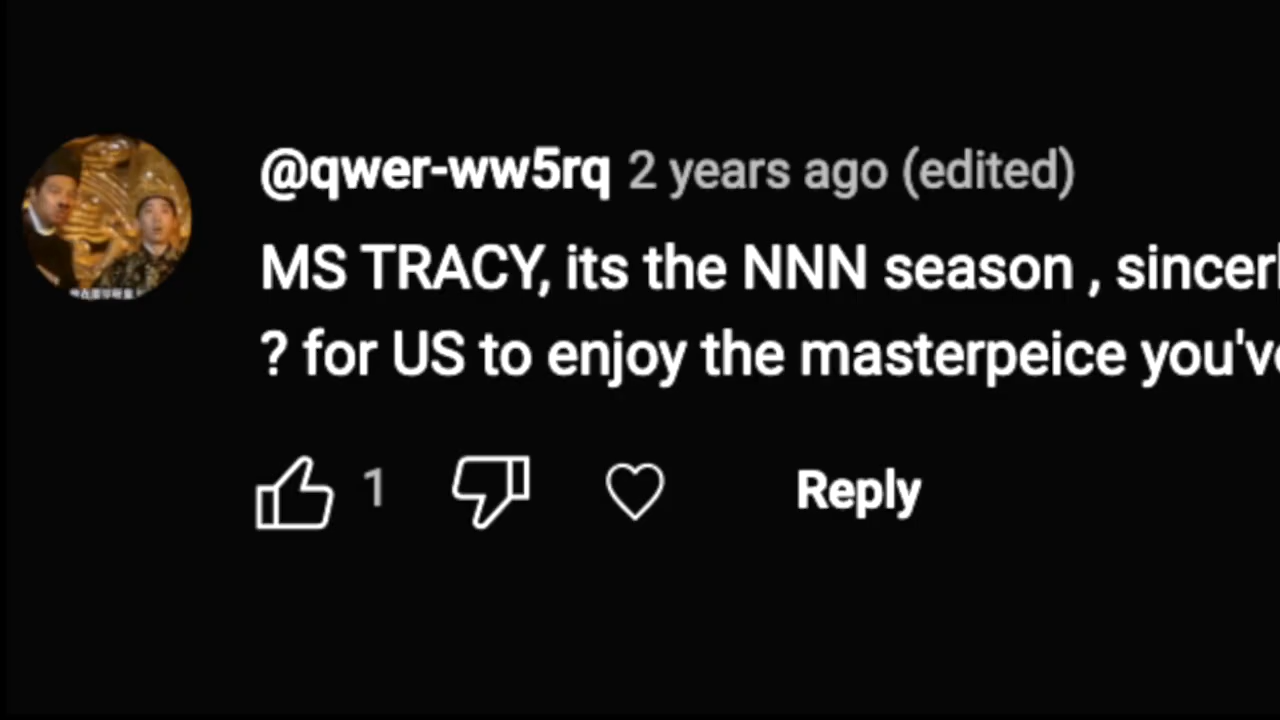 @qwer-ww5rq 2 years ago (edited)
MS TRACY, its the NNN season , sincerl
? for US to enjoy the masterpeice you've
1
Reply